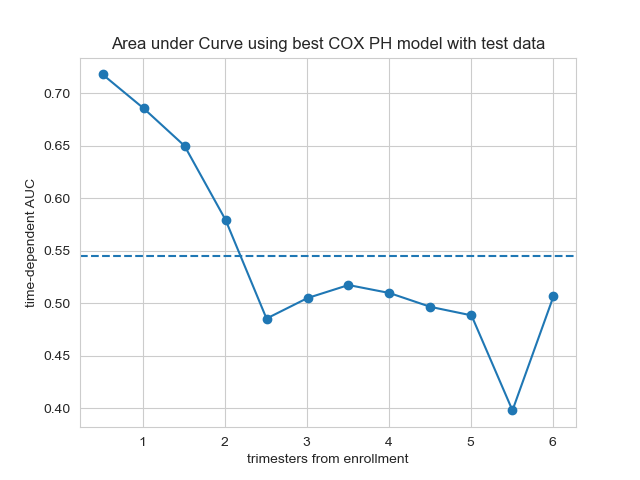 Area under Curve using best COX PH model with test data
time-dependent AUC
0.70
0.65
0.60
0.55
0.50
0.45
0.40
1 2 3 4 5 6
trimesters from enrollment